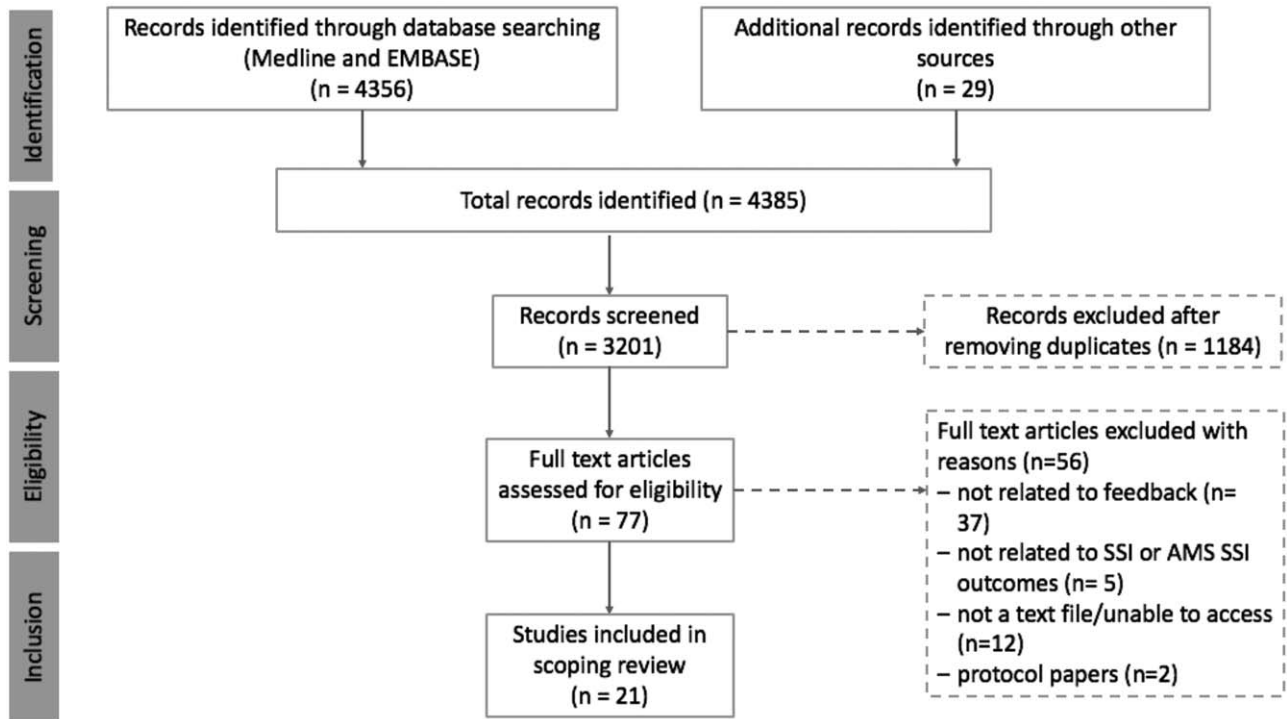 Identification
Records identified through database searching
(Medline and EMBASE)
(n = 4356)
Additional records identified through other
sources
(n = 29)
Total records identified (n = 4385)
Screening
Records screened
(n = 3201)
Records excluded after
removing duplicates (n = 1184)
Eligibility
Full text articles
assessed for eligibility
(n = 77)
Full text articles excluded with
reasons (n=56)
– not related to feedback (n=
37)
– not related to SSI or AMS SSI
outcomes (n= 5)
– not a text file/unable to access
(n=12)
– protocol papers (n=2)
Inclusion
Studies included in
scoping review
(n = 21)